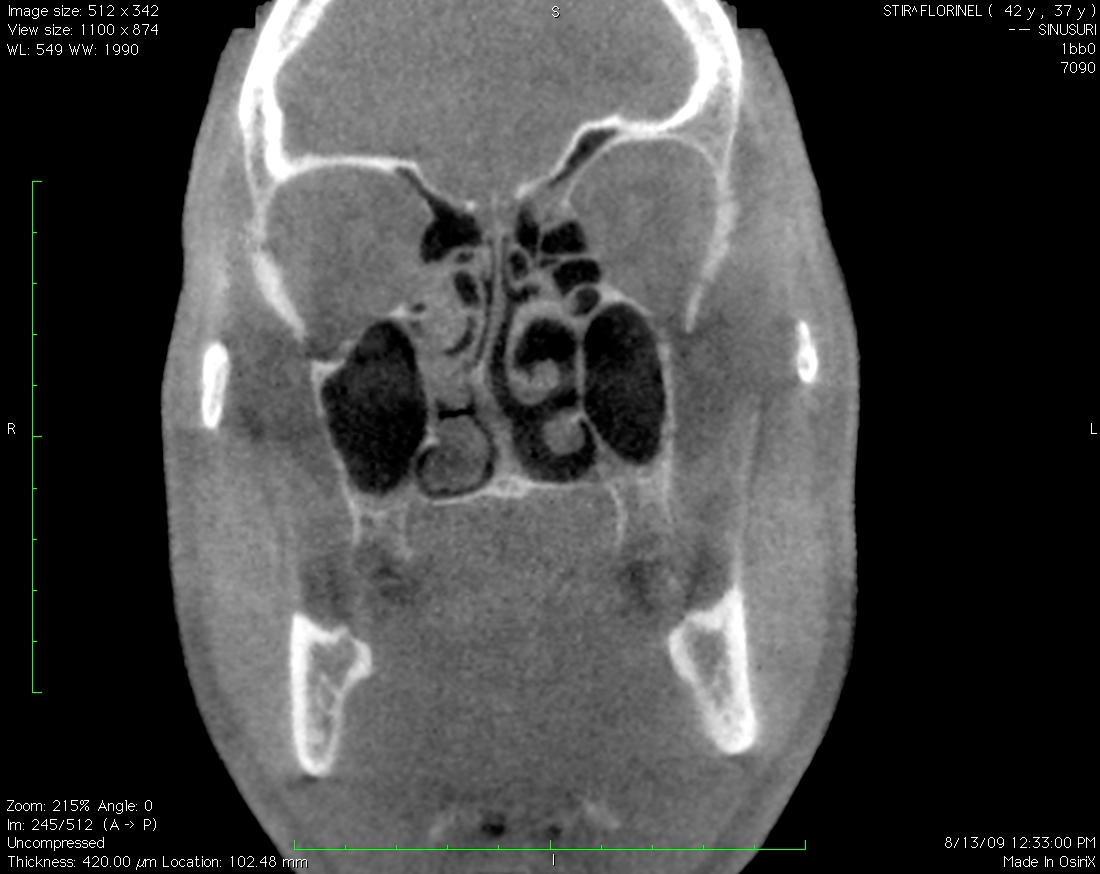 Image size: 512 x 342
View size: 1100 x 874
WL: 549 WW: 1990
S
STIR^FLORINEL ( 42 y , 37 y )
-- SINUSURI
1bb0
7090
R
L
Zoom: 215% Angle: 0
Im: 245/512 (A -> P)
Uncompressed
Thickness: 420.00 µm Location: 102.48 mm
I
8/13/09 12:33:00 PM
Made In OsiriX